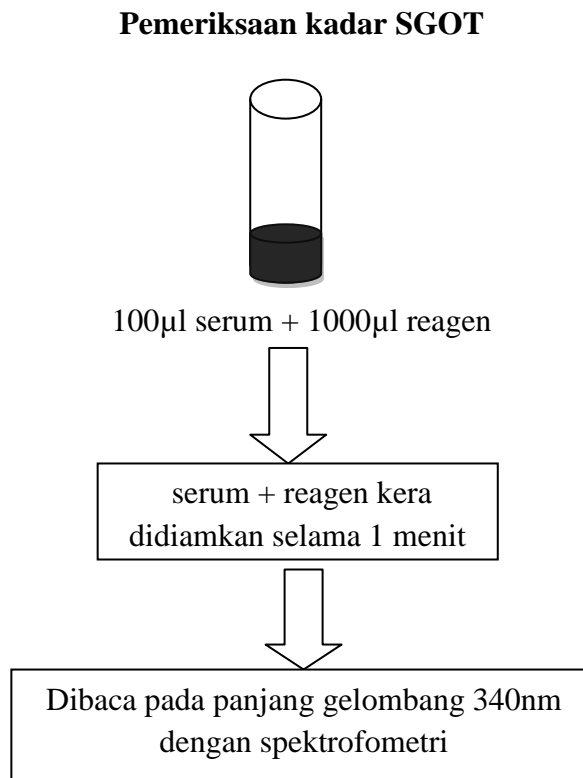 Pemeriksaan kadar SGOT
100µl serum + 1000µl reagen
serum + reagen kera
didiamkan selama 1 menit
Dibaca pada panjang gelombang 340nm
dengan spektrofometri